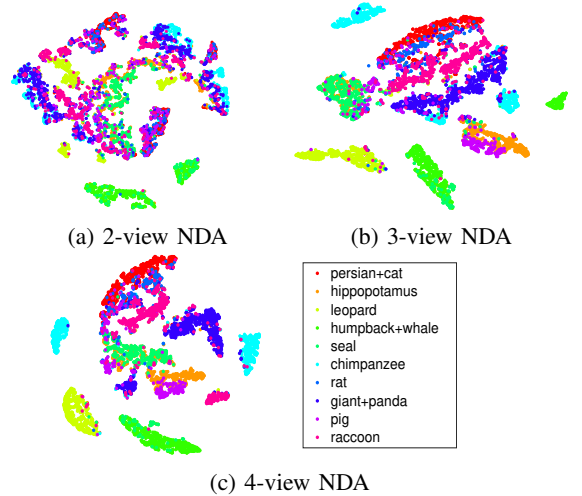 (a) 2-view NDA
(b) 3-view NDA
persian+cat
hippopotamus
leopard
humpback+whale
seal
chimpanzee
rat
giant+panda
pig
raccoon
(c) 4-view NDA